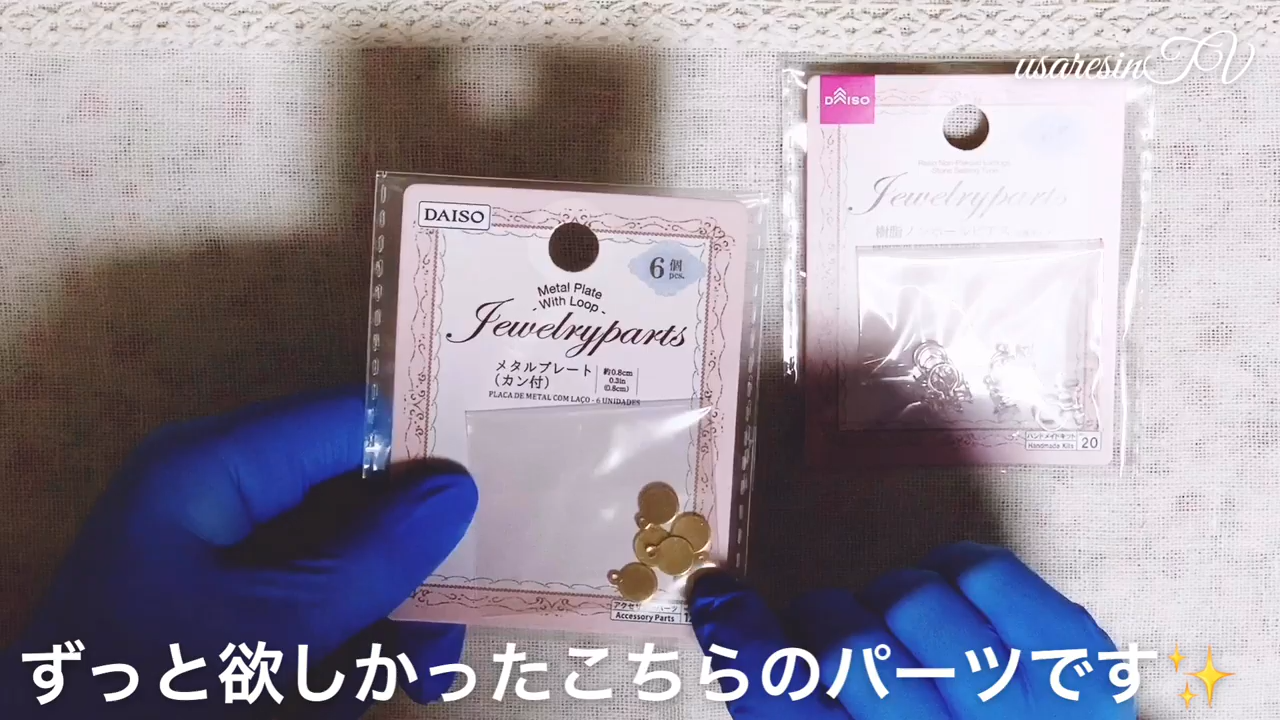 usaresinTV
DAISO
6個
pcs.
Metal Plate
- With Loop -
Jewelryparts
メタルプレート
(カン付)
約0.8cm
0.3in
(0.8cm)
PLACA DE METAL COM LAÇO - 6 UNIDADES
Accessory Parts
DAISO
Jewelryparts
ハンドメイドキット
Handmade Kits
20
ずっと欲しかったこちらのパーツです✨